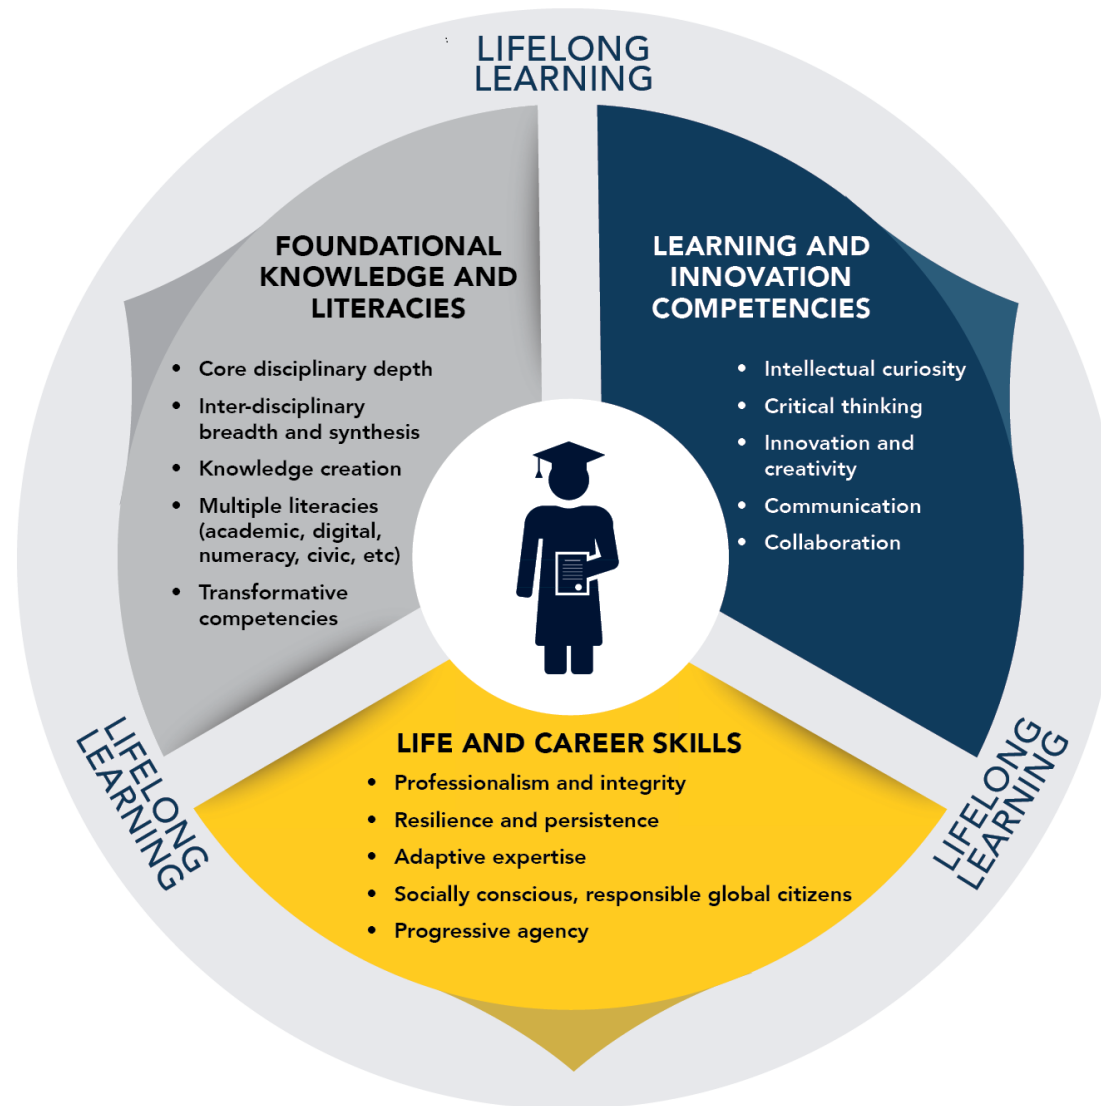 LIFELONG
LEARNING
FOUNDATIONAL
KNOWLEDGE AND
LITERACIES
• Core disciplinary depth
• Inter-disciplinary
breadth and synthesis
• Knowledge creation
• Multiple literacies
(academic, digital,
numeracy, civic, etc)
• Transformative
competencies
LEARNING AND
INNOVATION
COMPETENCIES
• Intellectual curiosity
• Critical thinking
• Innovation and
creativity
• Communication
• Collaboration
LIFE AND CAREER SKILLS
• Professionalism and integrity
• Resilience and persistence
• Adaptive expertise
• Socially conscious, responsible global citizens
• Progressive agency
LIFELONG
LEARNING
LIFELONG
LEARNING